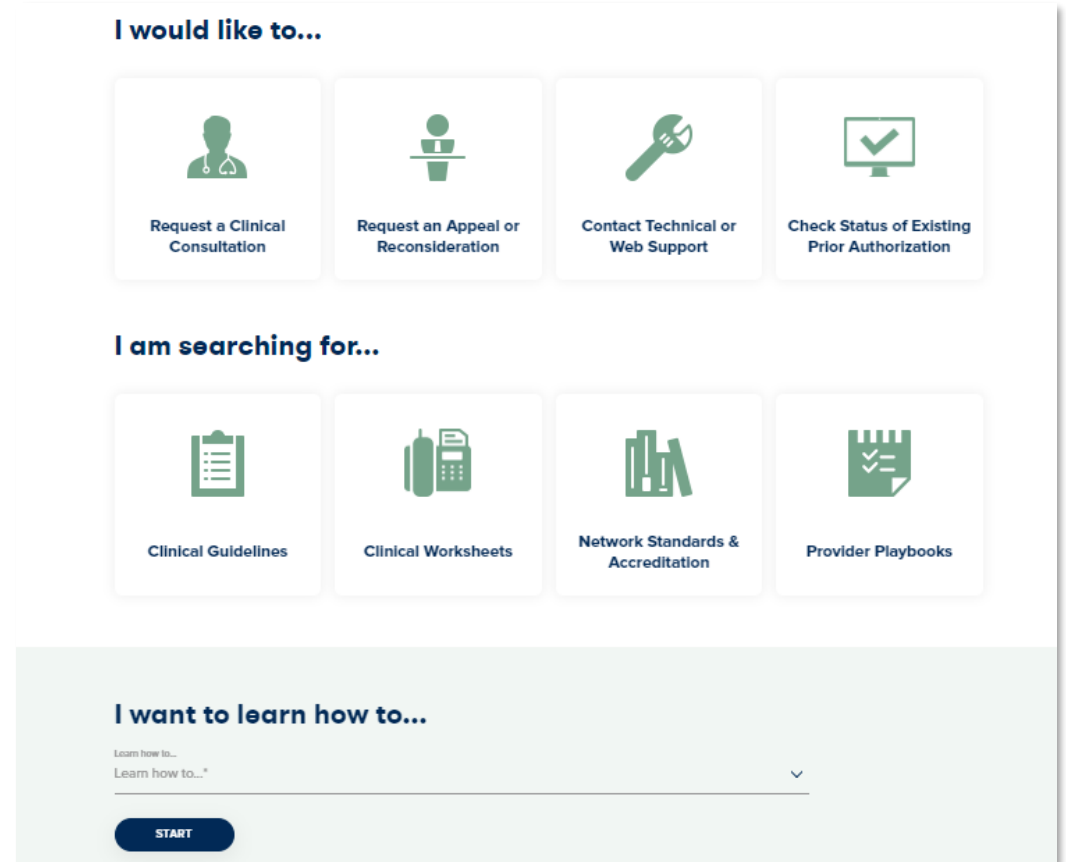 I would like to...
Request a Clinical
Consultation
Request an Appeal or
Reconsideration
Contact Technical or
Web Support
Check Status of Existing
Prior Authorization
I am searching for...
Clinical Guidelines
Clinical Worksheets
Network Standards &
Accreditation
Provider Playbooks
I want to learn how to...
Learn how to...
Learn how to...*
START